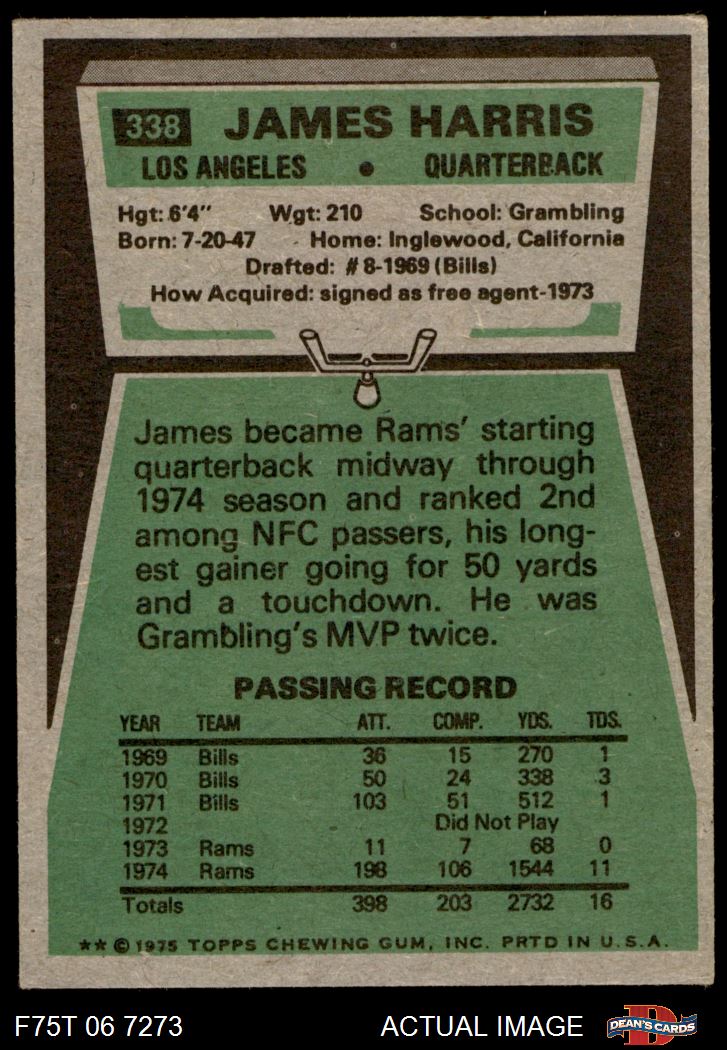 338 JAMES HARRIS
LOS ANGELES • QUARTERBACK
Hgt: 6'4" Wgt: 210 School: Grambling
Born: 7-20-47 Home: Inglewood, California
Drafted: #8-1969 (Bills)
How Acquired: signed as free agent-1973
James became Rams' starting
quarterback midway through
1974 season and ranked 2nd
among NFC passers, his long-
est gainer going for 50 yards
and a touchdown. He was
Grambling's MVP twice.
PASSING RECORD
YEAR TEAM ATT. COMP. YDS. TDS.
1969 Bills 36 15 270 1
1970 Bills 50 24 338 3
1971 Bills 103 51 512 1
1972 Did Not Play
1973 Rams 11 7 68 0
1974 Rams 198 106 1544 11
Totals 398 203 2732 16
** © 1975 TOPPS CHEWING GUM, INC. PRTD IN U.S.A.
F75T 06 7273 ACTUAL IMAGE D DEAN'S CARDS